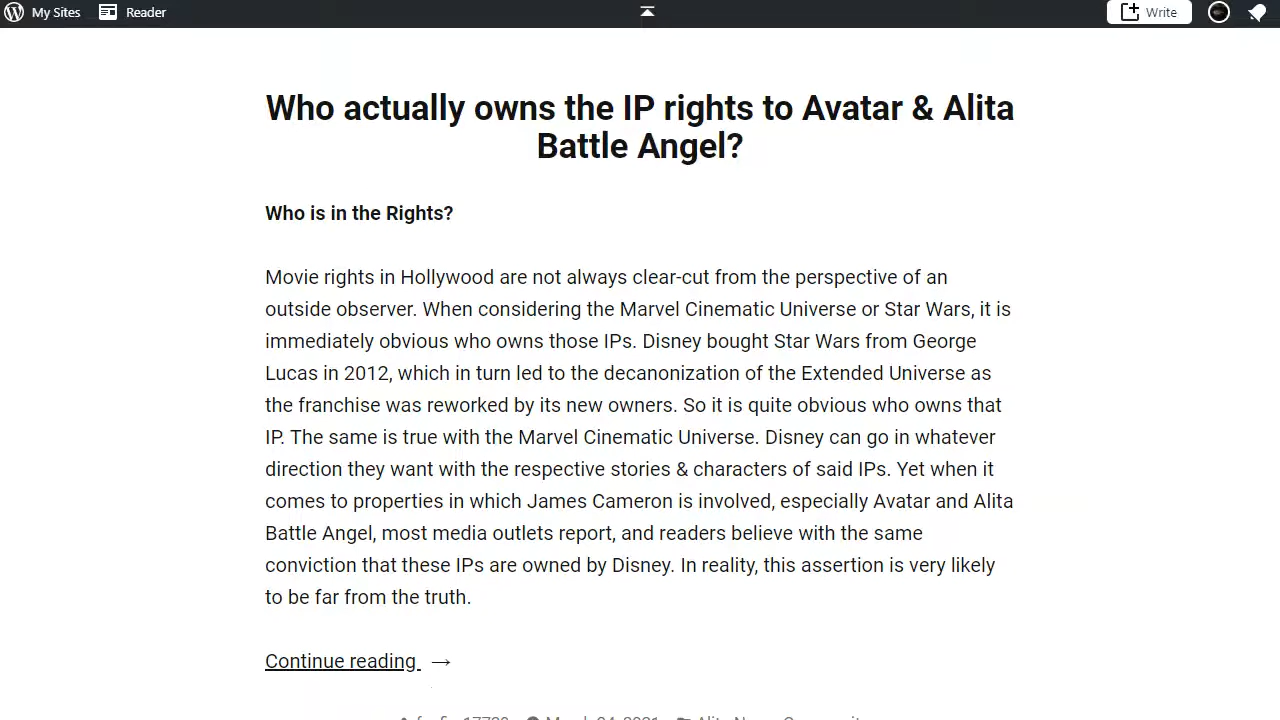 My Sites Reader Write
Who actually owns the IP rights to Avatar & Alita
Battle Angel?
Who is in the Rights?
Movie rights in Hollywood are not always clear-cut from the perspective of an
outside observer. When considering the Marvel Cinematic Universe or Star Wars, it is
immediately obvious who owns those IPs. Disney bought Star Wars from George
Lucas in 2012, which in turn led to the decanonization of the Extended Universe as
the franchise was reworked by its new owners. So it is quite obvious who owns that
IP. The same is true with the Marvel Cinematic Universe. Disney can go in whatever
direction they want with the respective stories & characters of said IPs. Yet when it
comes to properties in which James Cameron is involved, especially Avatar and Alita
Battle Angel, most media outlets report, and readers believe with the same
conviction that these IPs are owned by Disney. In reality, this assertion is very likely
to be far from the truth.
Continue reading →